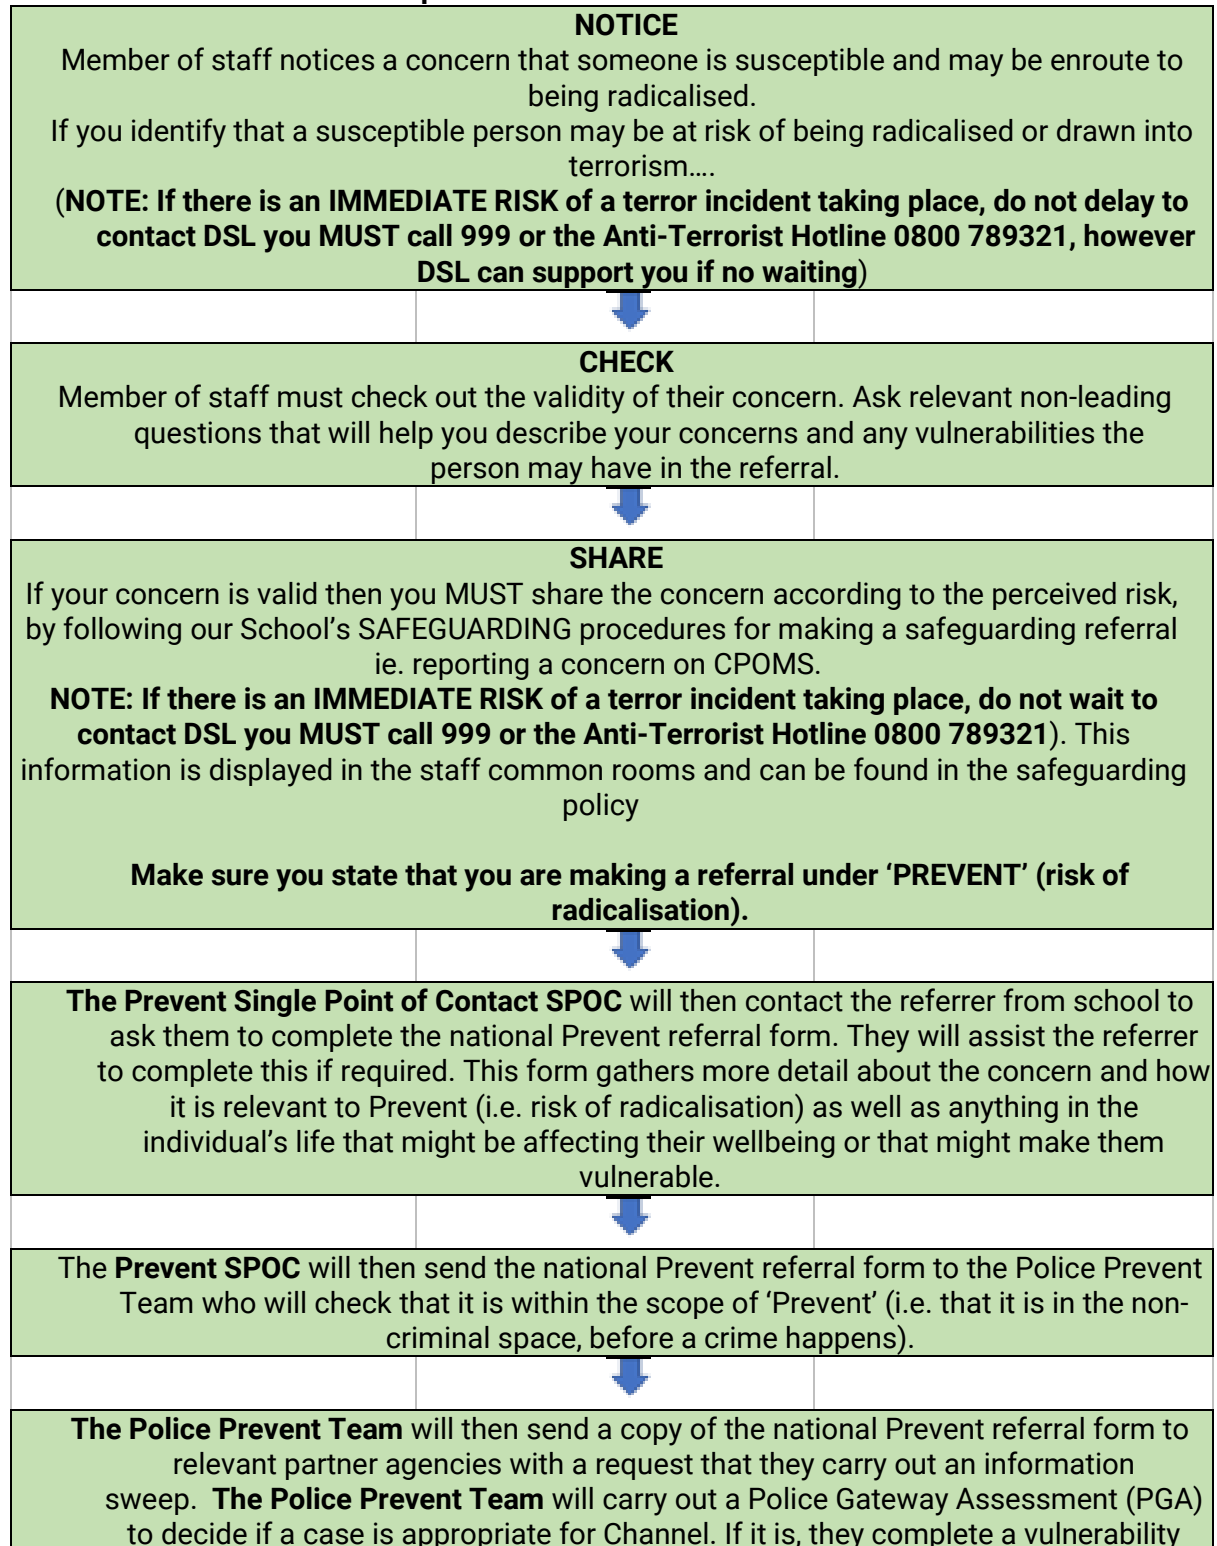 NOTICE
Member of staff notices a concern that someone is susceptible and may be enroute to
being radicalised.
If you identify that a susceptible person may be at risk of being radicalised or drawn into
terrorism….
(NOTE: If there is an IMMEDIATE RISK of a terror incident taking place, do not delay to
contact DSL you MUST call 999 or the Anti-Terrorist Hotline 0800 789321, however
DSL can support you if no waiting)
CHECK
Member of staff must check out the validity of their concern. Ask relevant non-leading
questions that will help you describe your concerns and any vulnerabilities the
person may have in the referral.
SHARE
If your concern is valid then you MUST share the concern according to the perceived risk,
by following our School’s SAFEGUARDING procedures for making a safeguarding referral
ie. reporting a concern on CPOMS.
NOTE: If there is an IMMEDIATE RISK of a terror incident taking place, do not wait to
contact DSL you MUST call 999 or the Anti-Terrorist Hotline 0800 789321). This
information is displayed in the staff common rooms and can be found in the safeguarding
policy
Make sure you state that you are making a referral under ‘PREVENT’ (risk of
radicalisation).
The Prevent Single Point of Contact SPOC will then contact the referrer from school to
ask them to complete the national Prevent referral form. They will assist the referrer
to complete this if required. This form gathers more detail about the concern and how
it is relevant to Prevent (i.e. risk of radicalisation) as well as anything in the
individual’s life that might be affecting their wellbeing or that might make them
vulnerable.
The Prevent SPOC will then send the national Prevent referral form to the Police Prevent
Team who will check that it is within the scope of ‘Prevent’ (i.e. that it is in the non-
criminal space, before a crime happens).
The Police Prevent Team will then send a copy of the national Prevent referral form to
relevant partner agencies with a request that they carry out an information
sweep. The Police Prevent Team will carry out a Police Gateway Assessment (PGA)
to decide if a case is appropriate for Channel. If it is, they complete a vulnerability